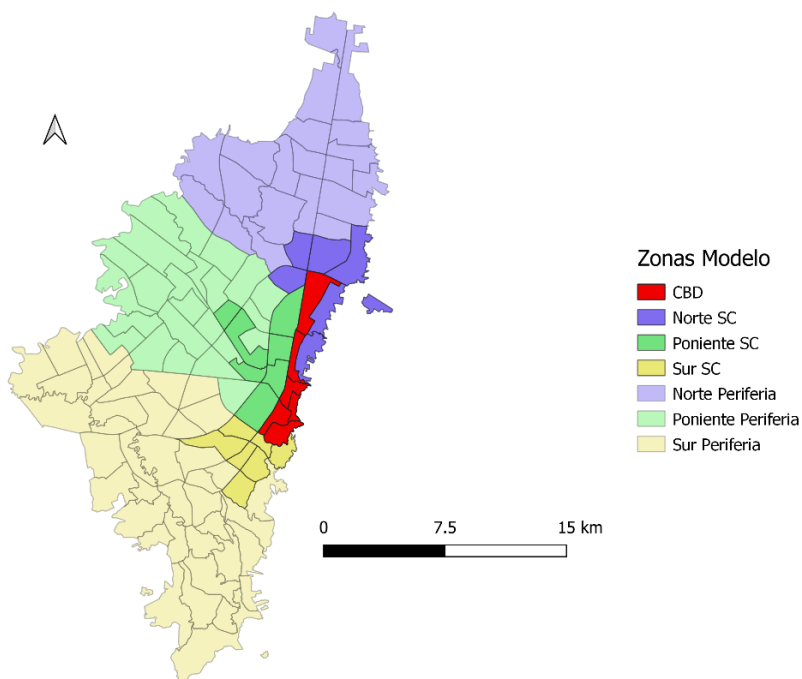 Zonas Modelo
CBD
Norte SC
Poniente SC
Sur SC
Norte Periferia
Poniente Periferia
Sur Periferia
0 7.5 15 km